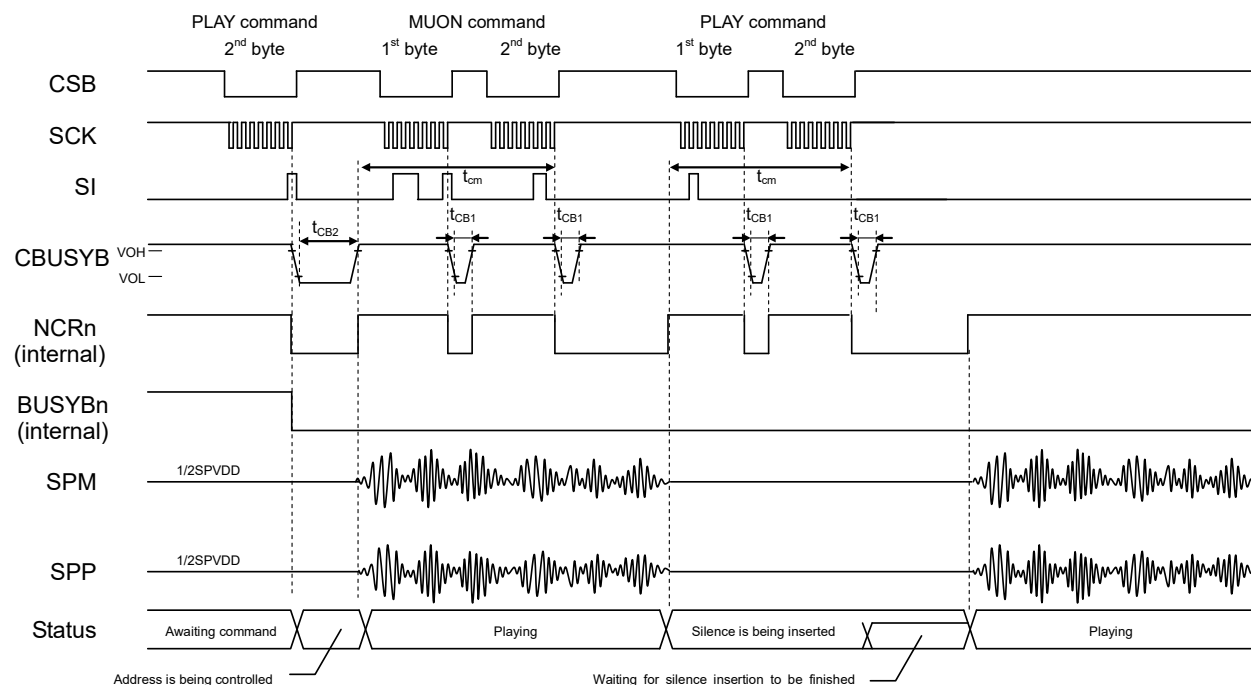 PLAY command MUON command PLAY command
2nd byte 1st byte 2nd byte 1st byte 2nd byte
CSB
SCK
SI
tcm tcm
tCB2 tCB1 tCB1 tCB1 tCB1
CBUSYB VOH
VOL
NCRn
(internal)
BUSYBn
(internal)
SPM 1/2SPVDD
SPP 1/2SPVDD
Status Awaiting command Playing Silence is being inserted Playing
Address is being controlled Waiting for silence insertion to be finished